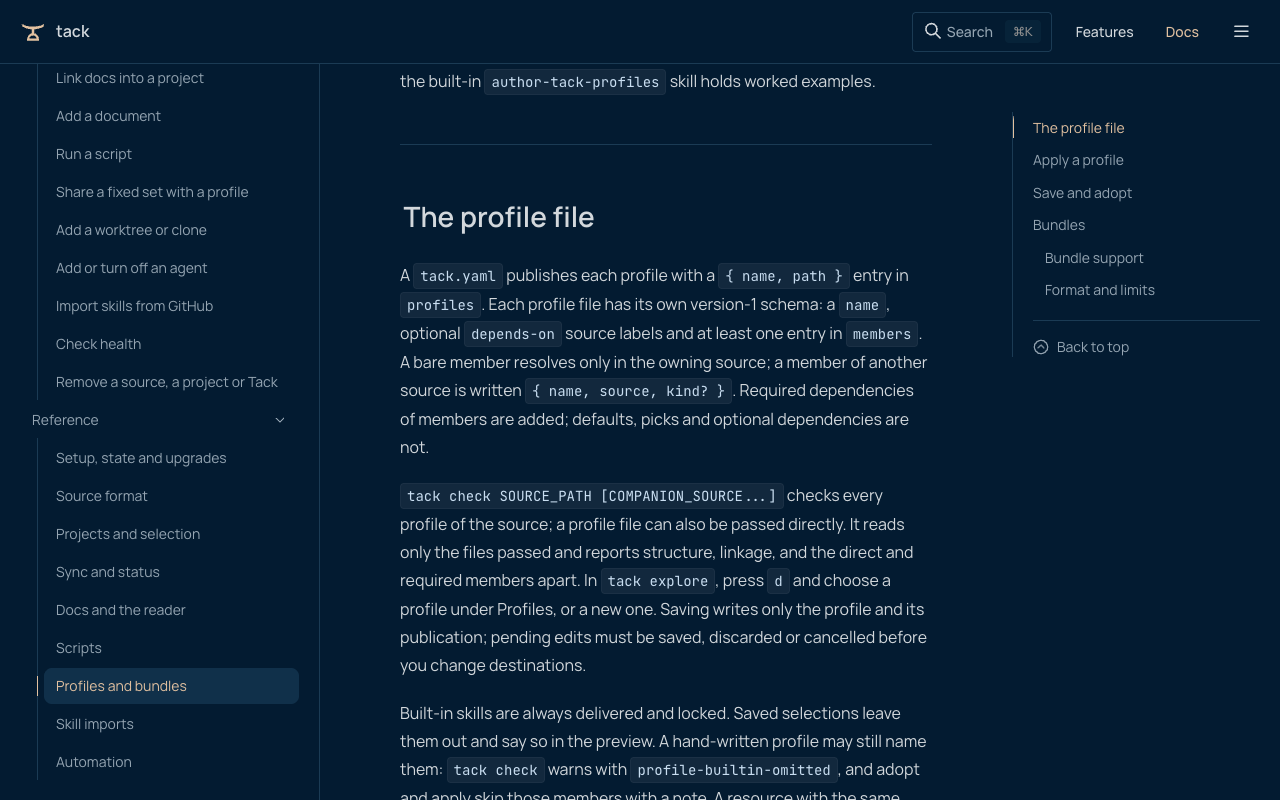 tack
Search ⌘K
Features
Docs
Link docs into a project
Add a document
Run a script
Share a fixed set with a profile
Add a worktree or clone
Add or turn off an agent
Import skills from GitHub
Check health
Remove a source, a project or Tack
Reference
Setup, state and upgrades
Source format
Projects and selection
Sync and status
Docs and the reader
Scripts
Profiles and bundles
Skill imports
Automation
the built-in author-tack-profiles skill holds worked examples.
The profile file
A tack.yaml publishes each profile with a { name, path } entry in
profiles. Each profile file has its own version-1 schema: a name,
optional depends-on source labels and at least one entry in members.
A bare member resolves only in the owning source; a member of another
source is written { name, source, kind? }. Required dependencies
of members are added; defaults, picks and optional dependencies are
not.
tack check SOURCE_PATH [COMPANION_SOURCE...] checks every
profile of the source; a profile file can also be passed directly. It reads
only the files passed and reports structure, linkage, and the direct and
required members apart. In tack explore, press d and choose a
profile under Profiles, or a new one. Saving writes only the profile and its
publication; pending edits must be saved, discarded or cancelled before
you change destinations.
Built-in skills are always delivered and locked. Saved selections leave
them out and say so in the preview. A hand-written profile may still name
them: tack check warns with profile-builtin-omitted, and adopt
and apply skip those members with a note. A resource with the same
The profile file
Apply a profile
Save and adopt
Bundles
Bundle support
Format and limits
Back to top